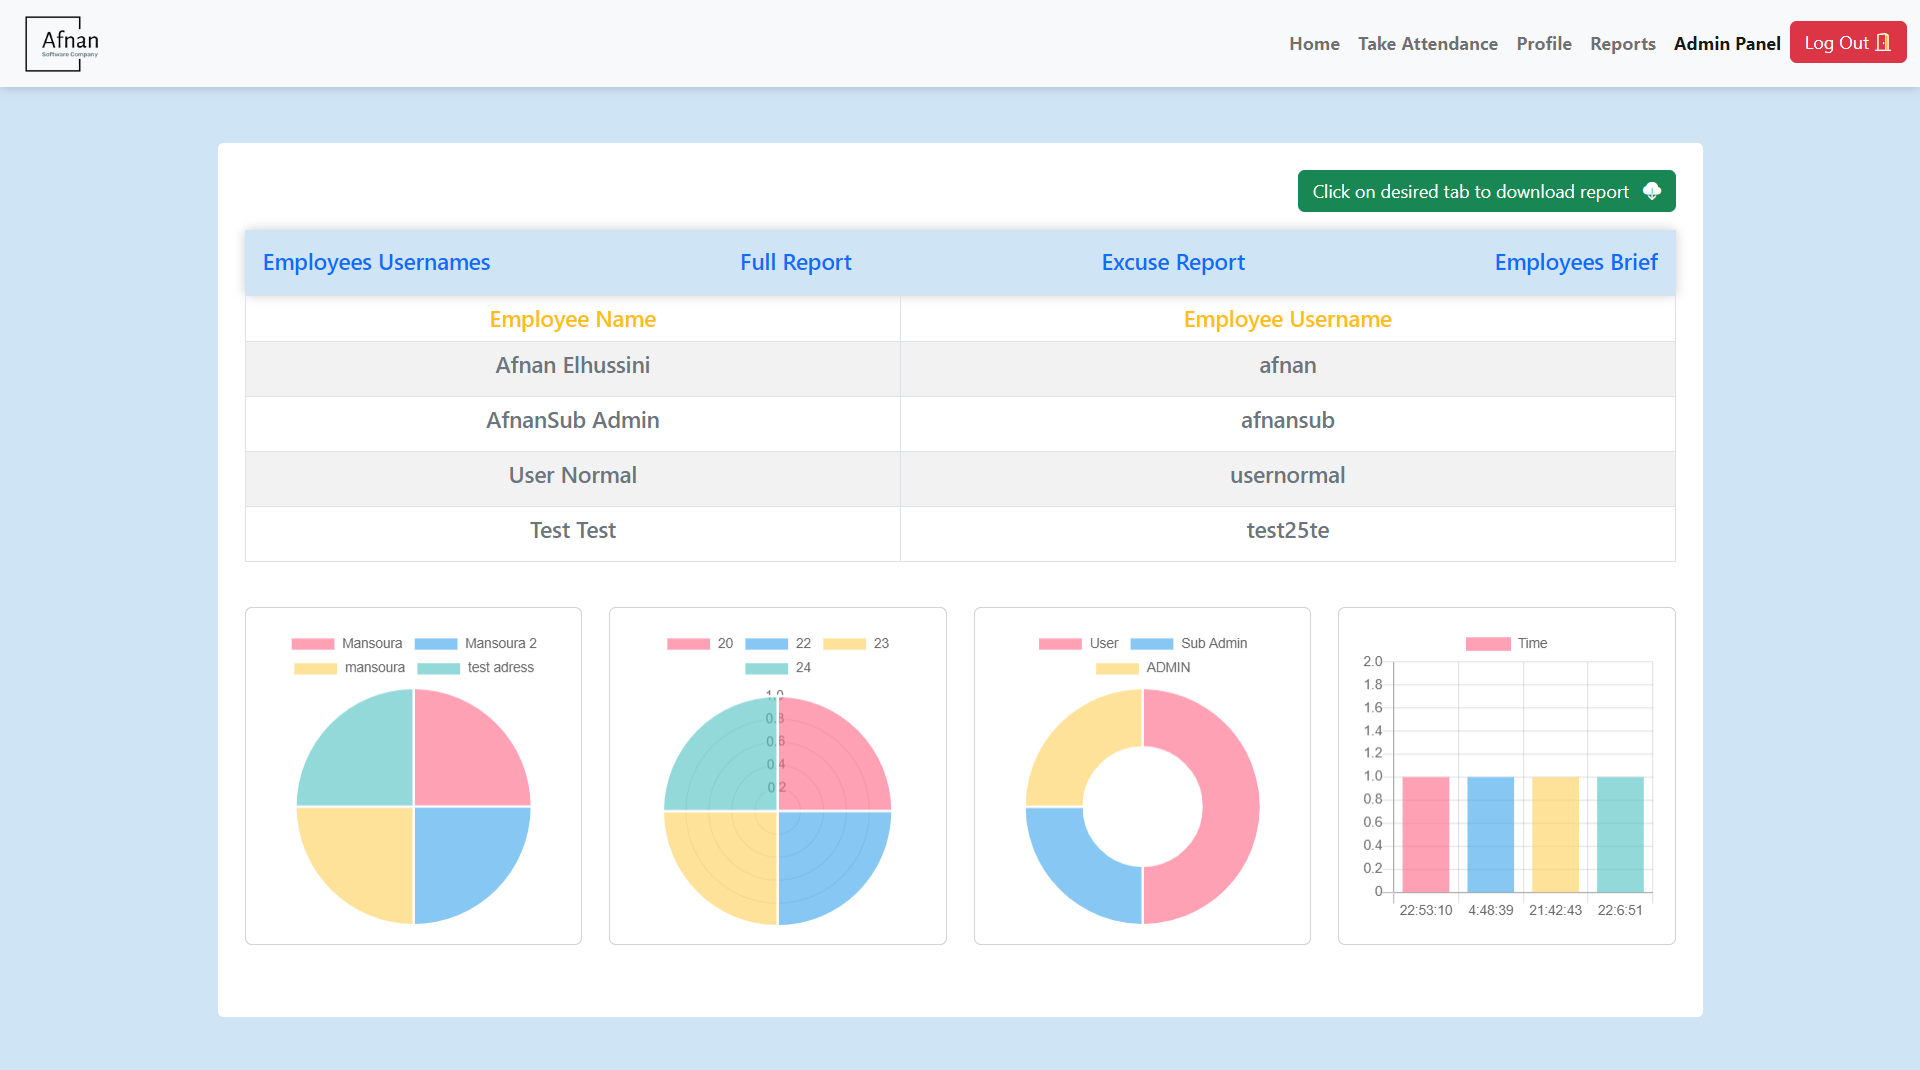 Afnan
Software Company
Home Take Attendance Profile Reports Admin Panel Log Out
Click on desired tab to download report
Employees Usernames Full Report Excuse Report Employees Brief
Employee Name Employee Username
Afnan Elhussini afnan
AfnanSub Admin afnansub
User Normal usernormal
Test Test test25te
Mansoura Mansoura 2
mansoura test adress
20 22 23
24
1.0
0.8
0.6
0.4
0.2
User Sub Admin
ADMIN
Time
2.0
1.8
1.6
1.4
1.2
1.0
0.8
0.6
0.4
0.2
0
22:53:10 4:48:39 21:42:43 22:6:51